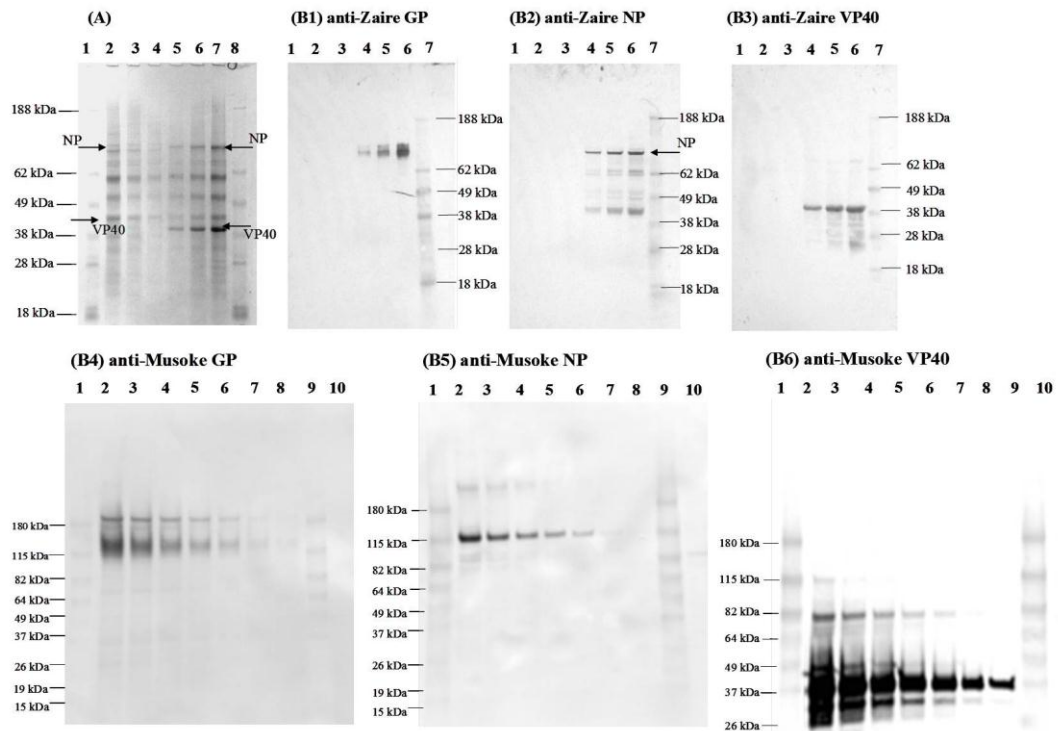 (A)
(B1) anti-Zaire GP
(B2) anti-Zaire NP
(B3) anti-Zaire VP40
1 2 3 4 5 6 7 8
1 2 3 4 5 6 7
1 2 3 4 5 6 7
1 2 3 4 5 6 7
188 kDa
NP
62 kDa
49 kDa
VP40
38 kDa
28 kDa
18 kDa
NP
VP40
188 kDa
62 kDa
49 kDa
38 kDa
28 kDa
18 kDa
188 kDa
NP
62 kDa
49 kDa
38 kDa
28 kDa
18 kDa
188 kDa
62 kDa
49 kDa
38 kDa
28 kDa
18 kDa
(B4) anti-Musoke GP
1 2 3 4 5 6 7 8 9 10
180 kDa
115 kDa
82 kDa
64 kDa
49 kDa
37 kDa
26 kDa
19 kDa
15 kDa
(B5) anti-Musoke NP
1 2 3 4 5 6 7 8 9 10
180 kDa
115 kDa
82 kDa
64 kDa
49 kDa
37 kDa
26 kDa
19 kDa
15 kDa
(B6) anti-Musoke VP40
1 2 3 4 5 6 7 8 9 10
180 kDa
115 kDa
82 kDa
64 kDa
49 kDa
37 kDa
26 kDa